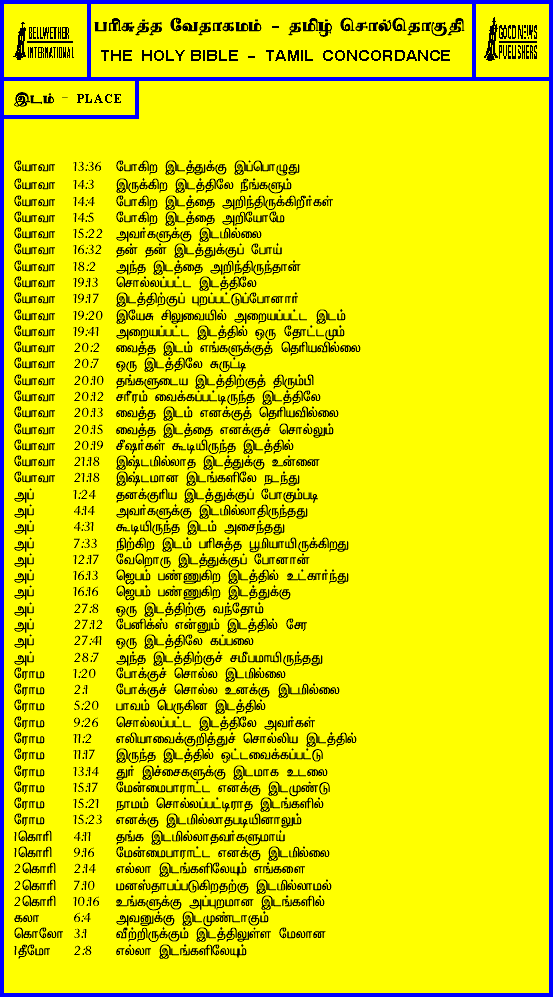 BELLWETHER
INTERNATIONAL
பரிசுத்த வேதாகமம் - தமிழ் சொல்தொகுதி
THE HOLY BIBLE - TAMIL CONCORDANCE
GOOD NEWS
PUBLISHERS
இடம் - PLACE
யோவா 13:36 போகிற இடத்துக்கு இப்பொழுது
யோவா 14:3 இருக்கிற இடத்திலே நீங்களும்
யோவா 14:4 போகிற இடத்தை அறிந்திருக்கிறீர்கள்
யோவா 14:5 போகிற இடத்தை அறியோமே
யோவா 15:22 அவர்களுக்கு இடமில்லை
யோவா 16:32 தன் தன் இடத்துக்குப் போய்
யோவா 18:2 அந்த இடத்தை அறிந்திருந்தான்
யோவா 19:13 சொல்லப்பட்ட இடத்திலே
யோவா 19:17 இடத்திற்குப் புறப்பட்டுப்போனார்
யோவா 19:20 இயேசு சிலுவையில் அறையப்பட்ட இடம்
யோவா 19:41 அறையப்பட்ட இடத்தில் ஒரு தோட்டமும்
யோவா 20:2 வைத்த இடம் எங்களுக்குத் தெரியவில்லை
யோவா 20:7 ஒரு இடத்திலே சுருட்டி
யோவா 20:10 தங்களுடைய இடத்திற்குத் திரும்பி
யோவா 20:12 சரீரம் வைக்கப்பட்டிருந்த இடத்திலே
யோவா 20:13 வைத்த இடம் எனக்குத் தெரியவில்லை
யோவா 20:15 வைத்த இடத்தை எனக்குச் சொல்லும்
யோவா 20:19 சீஷர்கள் கூடியிருந்த இடத்தில்
யோவா 21:18 இஷ்டமில்லாத இடத்துக்கு உன்னை
யோவா 21:18 இஷ்டமான இடங்களிலே நடந்து
அப் 1:24 தனக்குரிய இடத்துக்குப் போகும்படி
அப் 4:14 அவர்களுக்கு இடமில்லாதிருந்தது
அப் 4:31 கூடியிருந்த இடம் அசைந்தது
அப் 7:33 நிற்கிற இடம் பரிசுத்த பூமியாயிருக்கிறது
அப் 12:17 வேறொரு இடத்துக்குப் போனான்
அப் 16:13 ஜெபம் பண்ணுகிற இடத்தில் உட்கார்ந்து
அப் 16:16 ஜெபம் பண்ணுகிற இடத்துக்கு
அப் 27:8 ஒரு இடத்திற்கு வந்தோம்
அப் 27:12 பேனிக்ஸ் என்னும் இடத்தில் சேர
அப் 27:41 ஒரு இடத்திலே கப்பலை
அப் 28:7 அந்த இடத்திற்குச் சமீபமாயிருந்தது
ரோம 1:20 போக்குச் சொல்ல இடமில்லை
ரோம 2:1 போக்குச் சொல்ல உனக்கு இடமில்லை
ரோம 5:20 பாவம் பெருகின இடத்தில்
ரோம 9:26 சொல்லப்பட்ட இடத்திலே அவர்கள்
ரோம 11:2 எலியாவைக்குறித்துச் சொல்லிய இடத்தில்
ரோம 11:17 இருந்த இடத்தில் ஒட்டவைக்கப்பட்டு
ரோம 13:14 துர் இச்சைகளுக்கு இடமாக உடலை
ரோம 15:17 மேன்மைபாராட்ட எனக்கு இடமுண்டு
ரோம 15:21 நாமம் சொல்லப்பட்டிராத இடங்களில்
ரோம 15:23 எனக்கு இடமில்லாதபடியினாலும்
1கொரி 4:11 தங்க இடமில்லாதவர்களுமாய்
1கொரி 9:16 மேன்மைபாராட்ட எனக்கு இடமில்லை
2கொரி 2:14 எல்லா இடங்களிலேயும் எங்களை
2கொரி 7:10 மனஸ்தாபப்படுகிறதற்கு இடமில்லாமல்
2கொரி 10:16 உங்களுக்கு அப்புறமான இடங்களில்
கலா 6:4 அவனுக்கு இடமுண்டாகும்
கொலோ 3:1 வீற்றிருக்கும் இடத்திலுள்ள மேலான
1தீமோ 2:8 எல்லா இடங்களிலேயும்